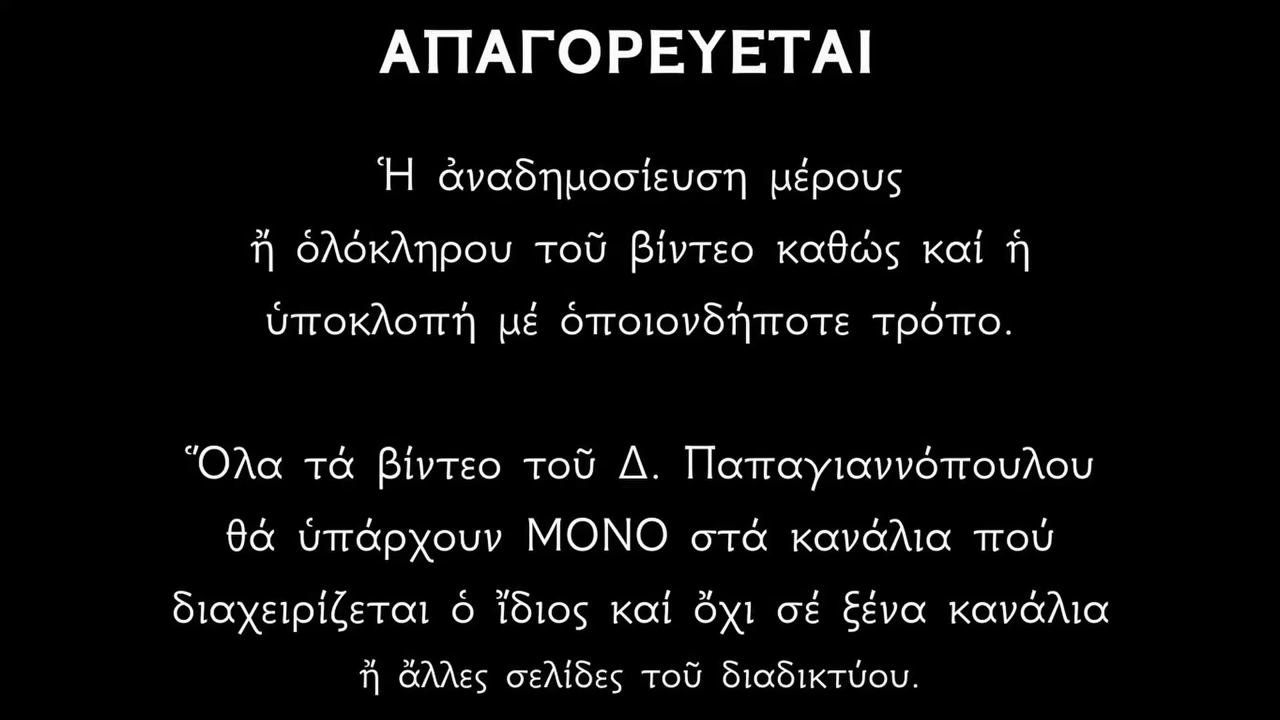 ΑΠΑΓΟΡΕΥΕΤΑΙ
Ἡ ἀναδημοσίευση μέρους
ἤ ὁλόκληρου τοῦ βίντεο καθώς καί ἡ
ὑποκλοπή μέ ὁποιονδήποτε τρόπο.
Ὅλα τά βίντεο τοῦ Δ. Παπαγιαννόπουλου
θά ὑπάρχουν ΜΟΝΟ στά κανάλια πού
διαχειρίζεται ὁ ἴδιος καί ὄχι σέ ξένα κανάλια
ἤ ἄλλες σελίδες τοῦ διαδικτύου.